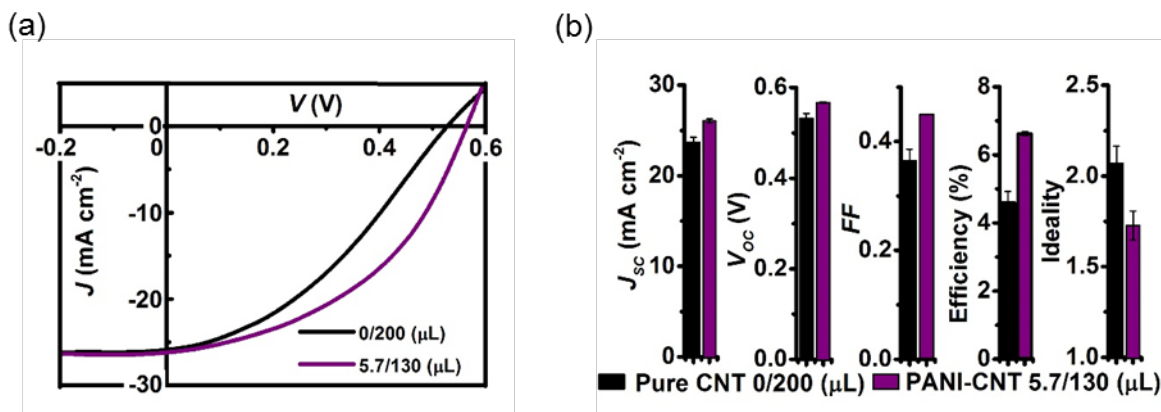 (a)
V (V)
0
-0.2
0
0.2
0.4
0.6
-10
-20
-30
J (mA cm-2)
0/200 (μL)
5.7/130 (μL)
(b)
30
20
10
0
Jsc (mA cm-2)
0.6
0.3
0.0
0.0
VOC (V)
0.4
0.2
0.0
FF
8
6
4
2
0
Efficiency (%)
2.5
2.0
1.5
1.0
Ideality
Pure CNT 0/200 (μL)
PANI-CNT 5.7/130 (μL)